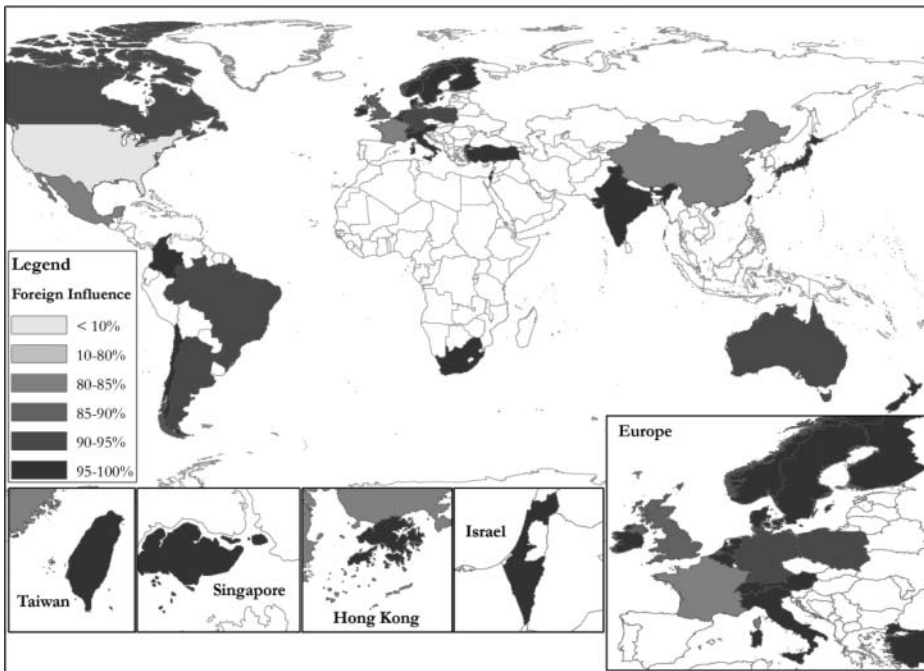 Legend
Foreign Influence
< 10%
10-80%
80-85%
85-90%
90-95%
95-100%
Europe
Taiwan
Singapore
Hong Kong
Israel